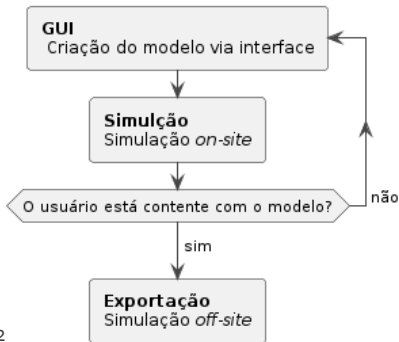 GUI
Criação do modelo via interface
Simulção
Simulação on-site
O usuário está contente com o modelo?
não
sim
Exportação
Simulação off-site
2